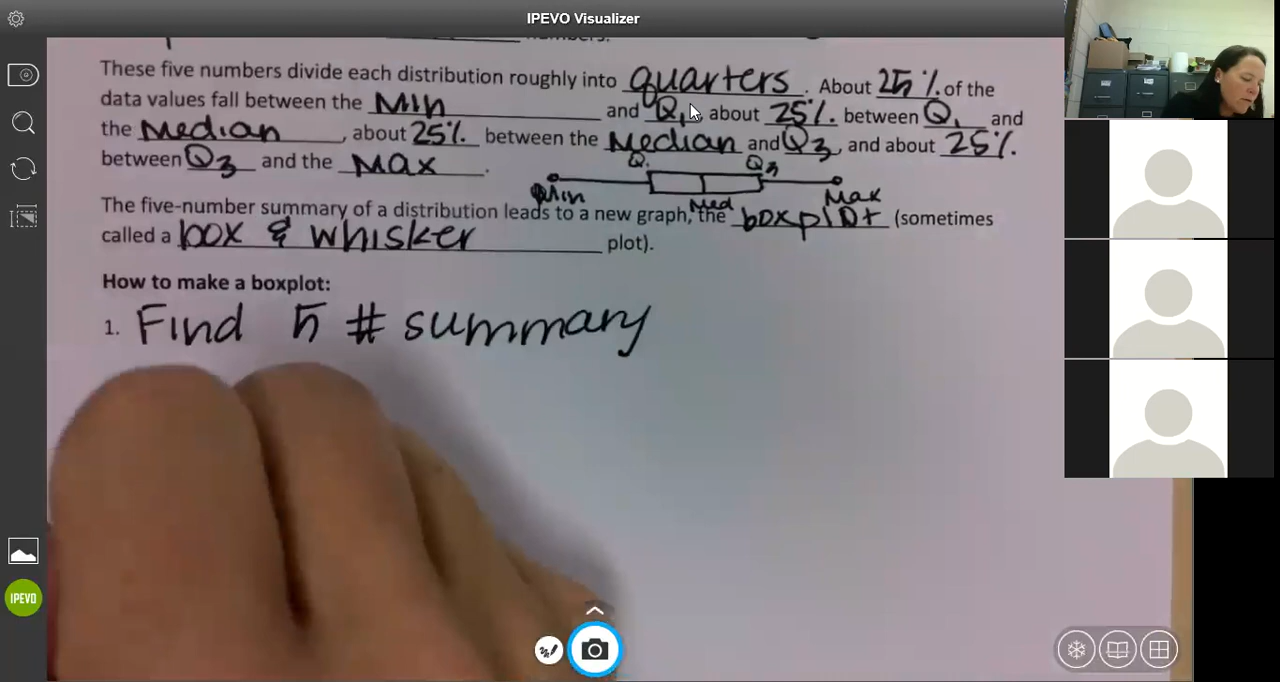 IPEVO Visualizer
numbers.
These five numbers divide each distribution roughly into quarters. About 25% of the
data values fall between the Min and Q1, about 25% between Q1 and
the Median, about 25% between the Median and Q3, and about 25%
between Q3 and the Max.
Q1 Q3
Min Med Max
The five-number summary of a distribution leads to a new graph, the boxplot (sometimes
called a box & whisker plot).
How to make a boxplot:
1. Find 5 # summary
IPEVO